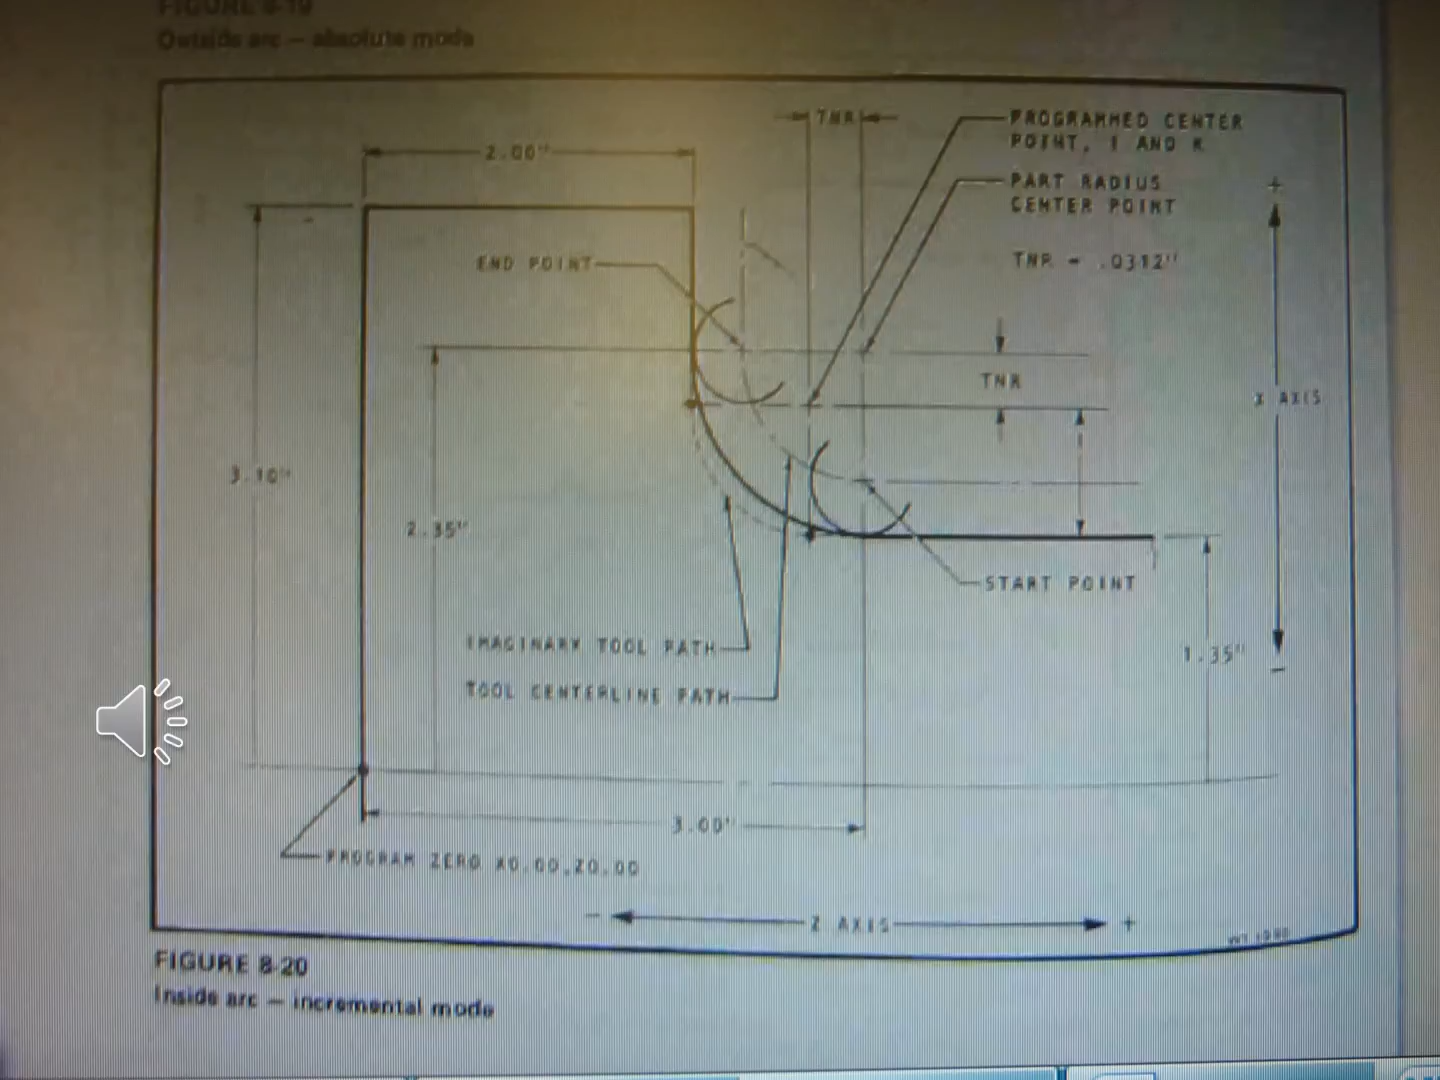 FIGURE 8-19
Outside arc — absolute mode
TNR
PROGRAMMED CENTER
POINT, I AND K
2.00"
PART RADIUS
CENTER POINT
+
END POINT
TNR = .0312"
TNR
X AXIS
3.10"
2.35"
START POINT
IMAGINARY TOOL PATH
1.35"
-
TOOL CENTERLINE PATH
3.00"
PROGRAM ZERO X0.00,Z0.00
- Z AXIS +
FIGURE 8-20
Inside arc — incremental mode